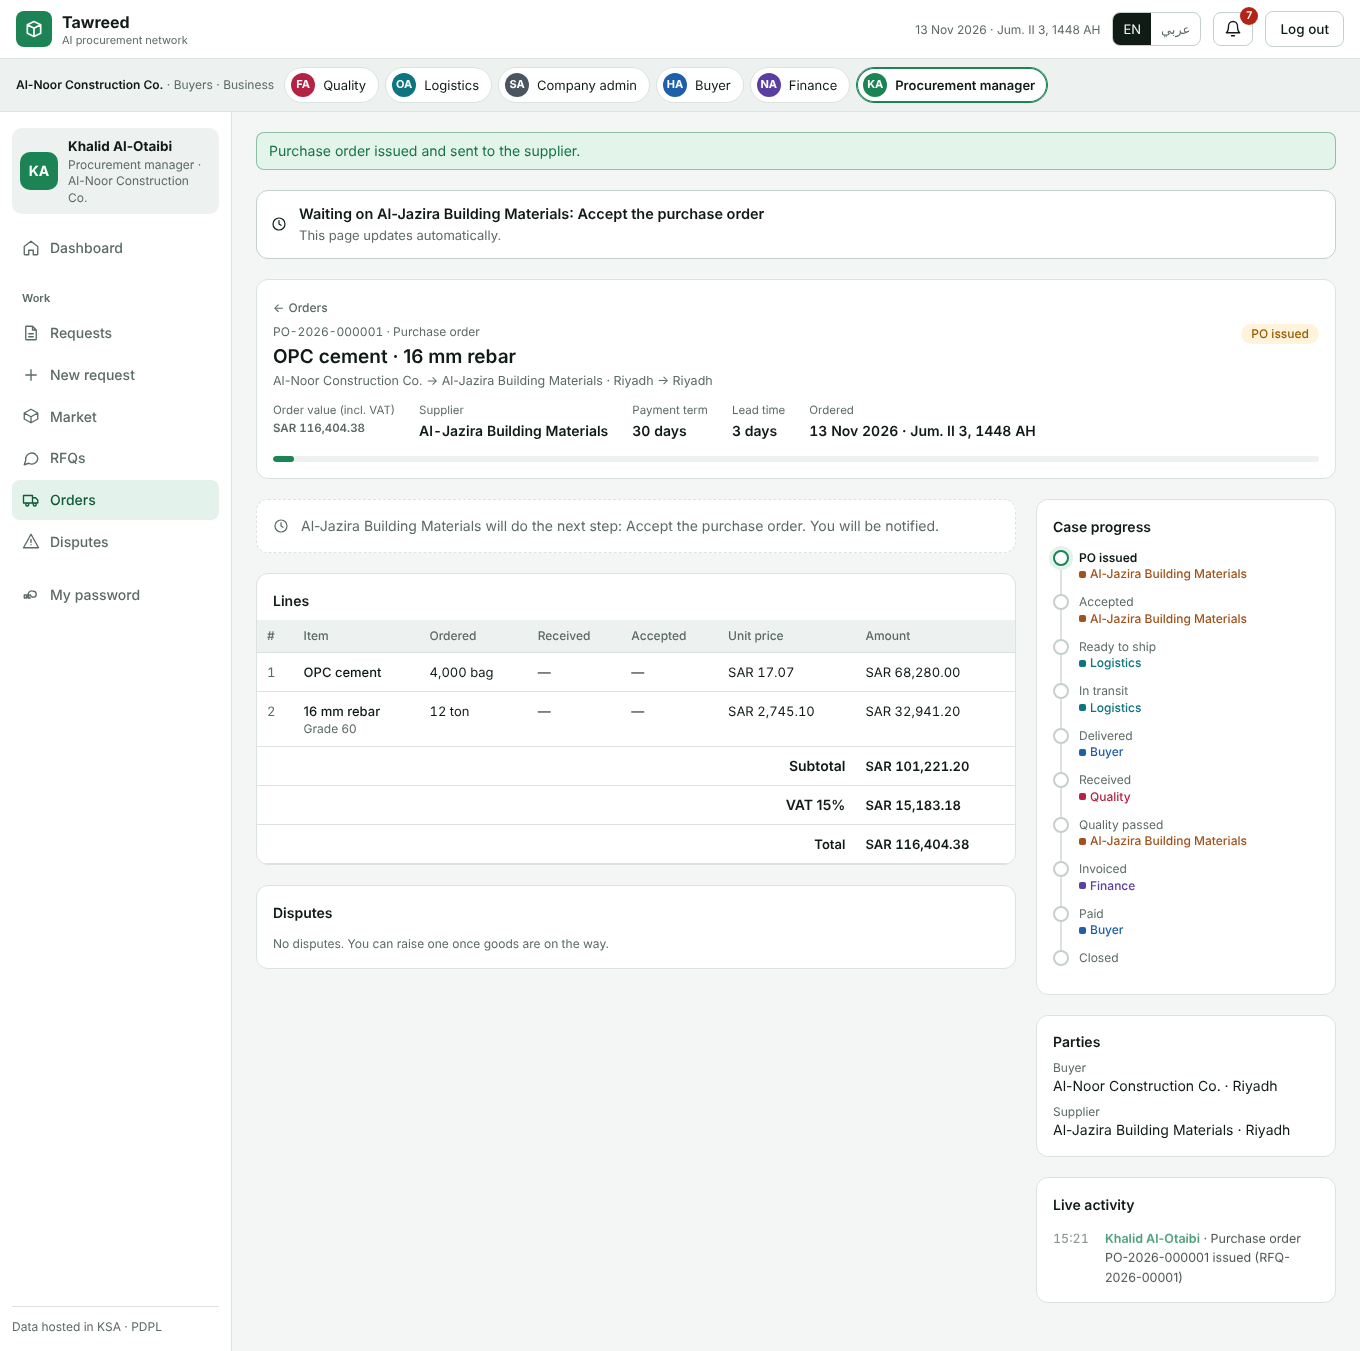 Tawreed
AI procurement network
13 Nov 2026 · Jum. II 3, 1448 AH
EN
عربي
7
Log out
Al-Noor Construction Co. · Buyers · Business
FA Quality
OA Logistics
SA Company admin
HA Buyer
NA Finance
KA Procurement manager
KA
Khalid Al-Otaibi
Procurement manager ·
Al-Noor Construction
Co.
Dashboard
Work
Requests
New request
Market
RFQs
Orders
Disputes
My password
Data hosted in KSA · PDPL
Purchase order issued and sent to the supplier.
Waiting on Al-Jazira Building Materials: Accept the purchase order
This page updates automatically.
← Orders
PO-2026-000001 · Purchase order
PO issued
OPC cement · 16 mm rebar
Al-Noor Construction Co. → Al-Jazira Building Materials · Riyadh → Riyadh
Order value (incl. VAT) Supplier Payment term Lead time Ordered
SAR 116,404.38 Al-Jazira Building Materials 30 days 3 days 13 Nov 2026 · Jum. II 3, 1448 AH
Al-Jazira Building Materials will do the next step: Accept the purchase order. You will be notified.
Lines
# Item Ordered Received Accepted Unit price Amount
1 OPC cement 4,000 bag — — SAR 17.07 SAR 68,280.00
2 16 mm rebar 12 ton — — SAR 2,745.10 SAR 32,941.20
Grade 60
Subtotal SAR 101,221.20
VAT 15% SAR 15,183.18
Total SAR 116,404.38
Disputes
No disputes. You can raise one once goods are on the way.
Case progress
PO issued
Al-Jazira Building Materials
Accepted
Al-Jazira Building Materials
Ready to ship
Logistics
In transit
Logistics
Delivered
Buyer
Received
Quality
Quality passed
Al-Jazira Building Materials
Invoiced
Finance
Paid
Buyer
Closed
Parties
Buyer
Al-Noor Construction Co. · Riyadh
Supplier
Al-Jazira Building Materials · Riyadh
Live activity
15:21 Khalid Al-Otaibi · Purchase order
PO-2026-000001 issued (RFQ-
2026-00001)